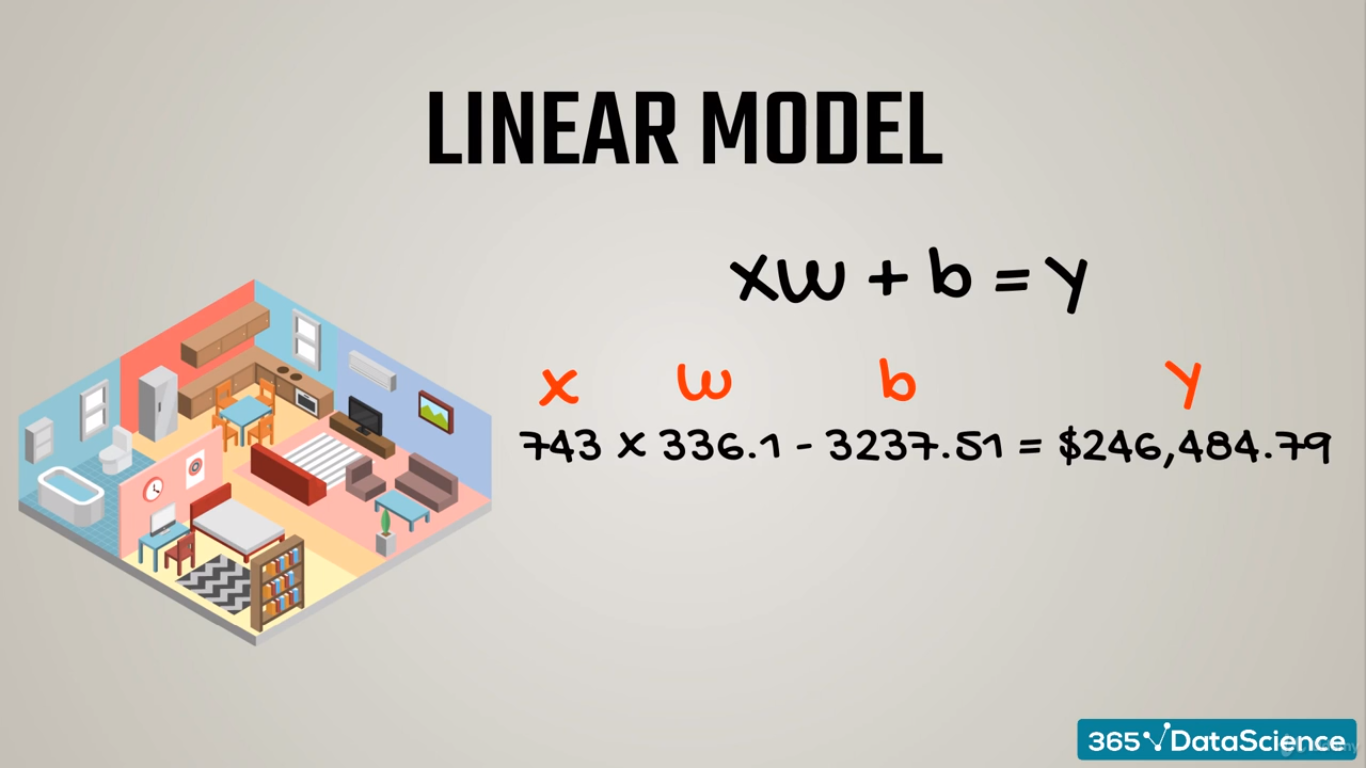 LINEAR MODEL
xw + b = y
x w b y
743 x 336.1 - 3237.51 = $246,484.79
365 DataScience